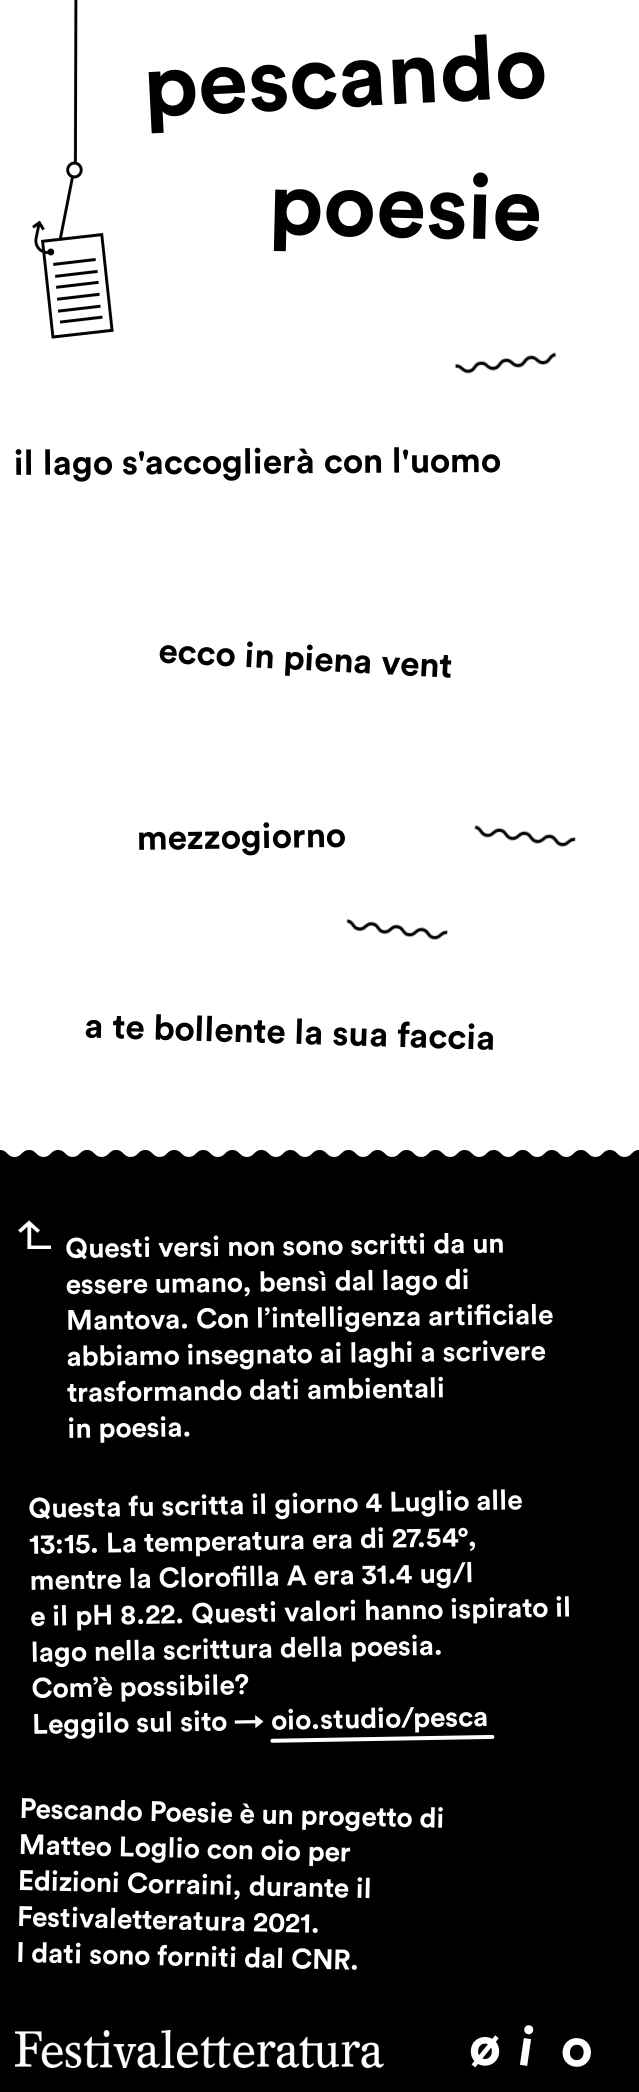 pescando
poesie
il lago s'accoglierà con l'uomo
ecco in piena vent
mezzogiorno
a te bollente la sua faccia
Questi versi non sono scritti da un
essere umano, bensì dal lago di
Mantova. Con l’intelligenza artificiale
abbiamo insegnato ai laghi a scrivere
trasformando dati ambientali
in poesia.
Questa fu scritta il giorno 4 Luglio alle
13:15. La temperatura era di 27.54°,
mentre la Clorofilla A era 31.4 ug/l
e il pH 8.22. Questi valori hanno ispirato il
lago nella scrittura della poesia.
Com’è possibile?
Leggilo sul sito → oio.studio/pesca
Pescando Poesie è un progetto di
Matteo Loglio con oio per
Edizioni Corraini, durante il
Festivaletteratura 2021.
I dati sono forniti dal CNR.
Festivaletteratura øio